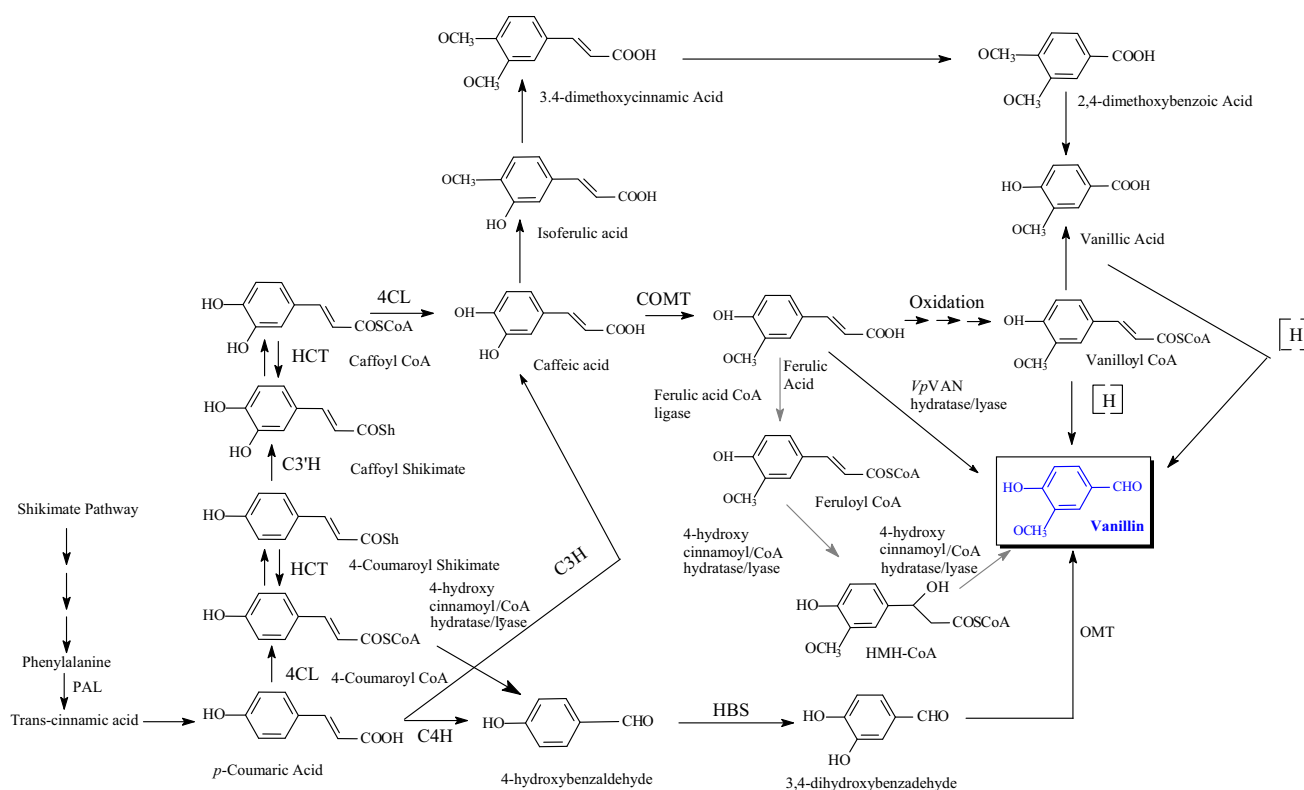 OCH3
COOH
OCH3
3.4-dimethoxycinnamic Acid
OCH3
COOH
OCH3
2,4-dimethoxybenzoic Acid
OCH3
COOH
HO
Isoferulic acid
HO
COOH
OCH3
Vanillic Acid
HO
COSCoA
HO
Caffoyl CoA
4CL
HO
COOH
HO
Caffeic acid
COMT
HO
COOH
OCH3
Ferulic
Acid
Oxidation
HO
COSCoA
OCH3
Vanilloyl CoA
[H]
[H
HCT
HO
COSh
HO
Caffoyl Shikimate
C3'H
Ferulic acid CoA
ligase
VpVAN
hydratase/lyase
HO
COSCoA
OCH3
Feruloyl CoA
HO
CHO
OCH3
Vanillin
Shikimate Pathway
HO
COSh
4-Coumaroyl Shikimate
HCT
C3H
4-hydroxy
cinnamoyl/CoA
hydratase/lyase
4-hydroxy
cinnamoyl/CoA
hydratase/lyase
4-hydroxy
cinnamoyl/CoA
hydratase/lyase
HO
COSCoA
4-Coumaroyl CoA
OH
HO
COSCoA
OCH3
HMH-CoA
OMT
Phenylalanine
PAL
Trans-cinnamic acid
4CL
HO
COOH
p-Coumaric Acid
C4H
HO
CHO
4-hydroxybenzaldehyde
HBS
HO
CHO
HO
3,4-dihydroxybenzadehyde